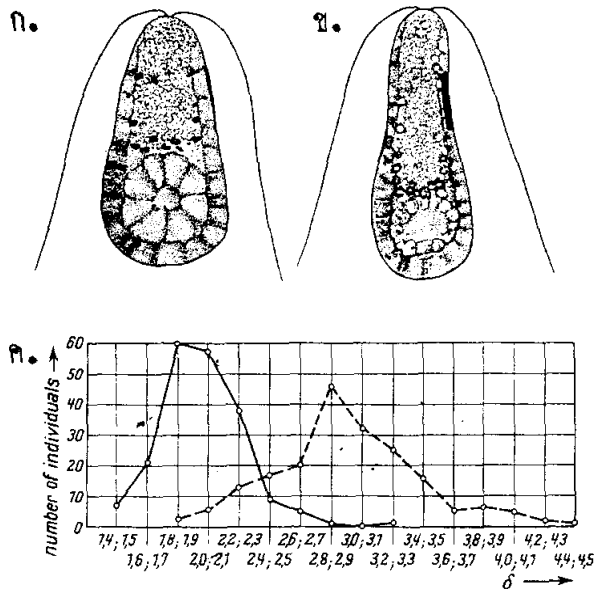 ก. ข.
ค.
number of individuals
60
50
40
30
20
10
0
1,4; 1,5 1,8; 1,9 2,2; 2,3 2,6; 2,7 3,0; 3,1 3,4; 3,5 3,8; 3,9 4,2; 4,3
1,6; 1,7 2,0; 2,1 2,4; 2,5 2,8; 2,9 3,2; 3,3 3,6; 3,7 4,0; 4,1 4,4; 4,5
δ